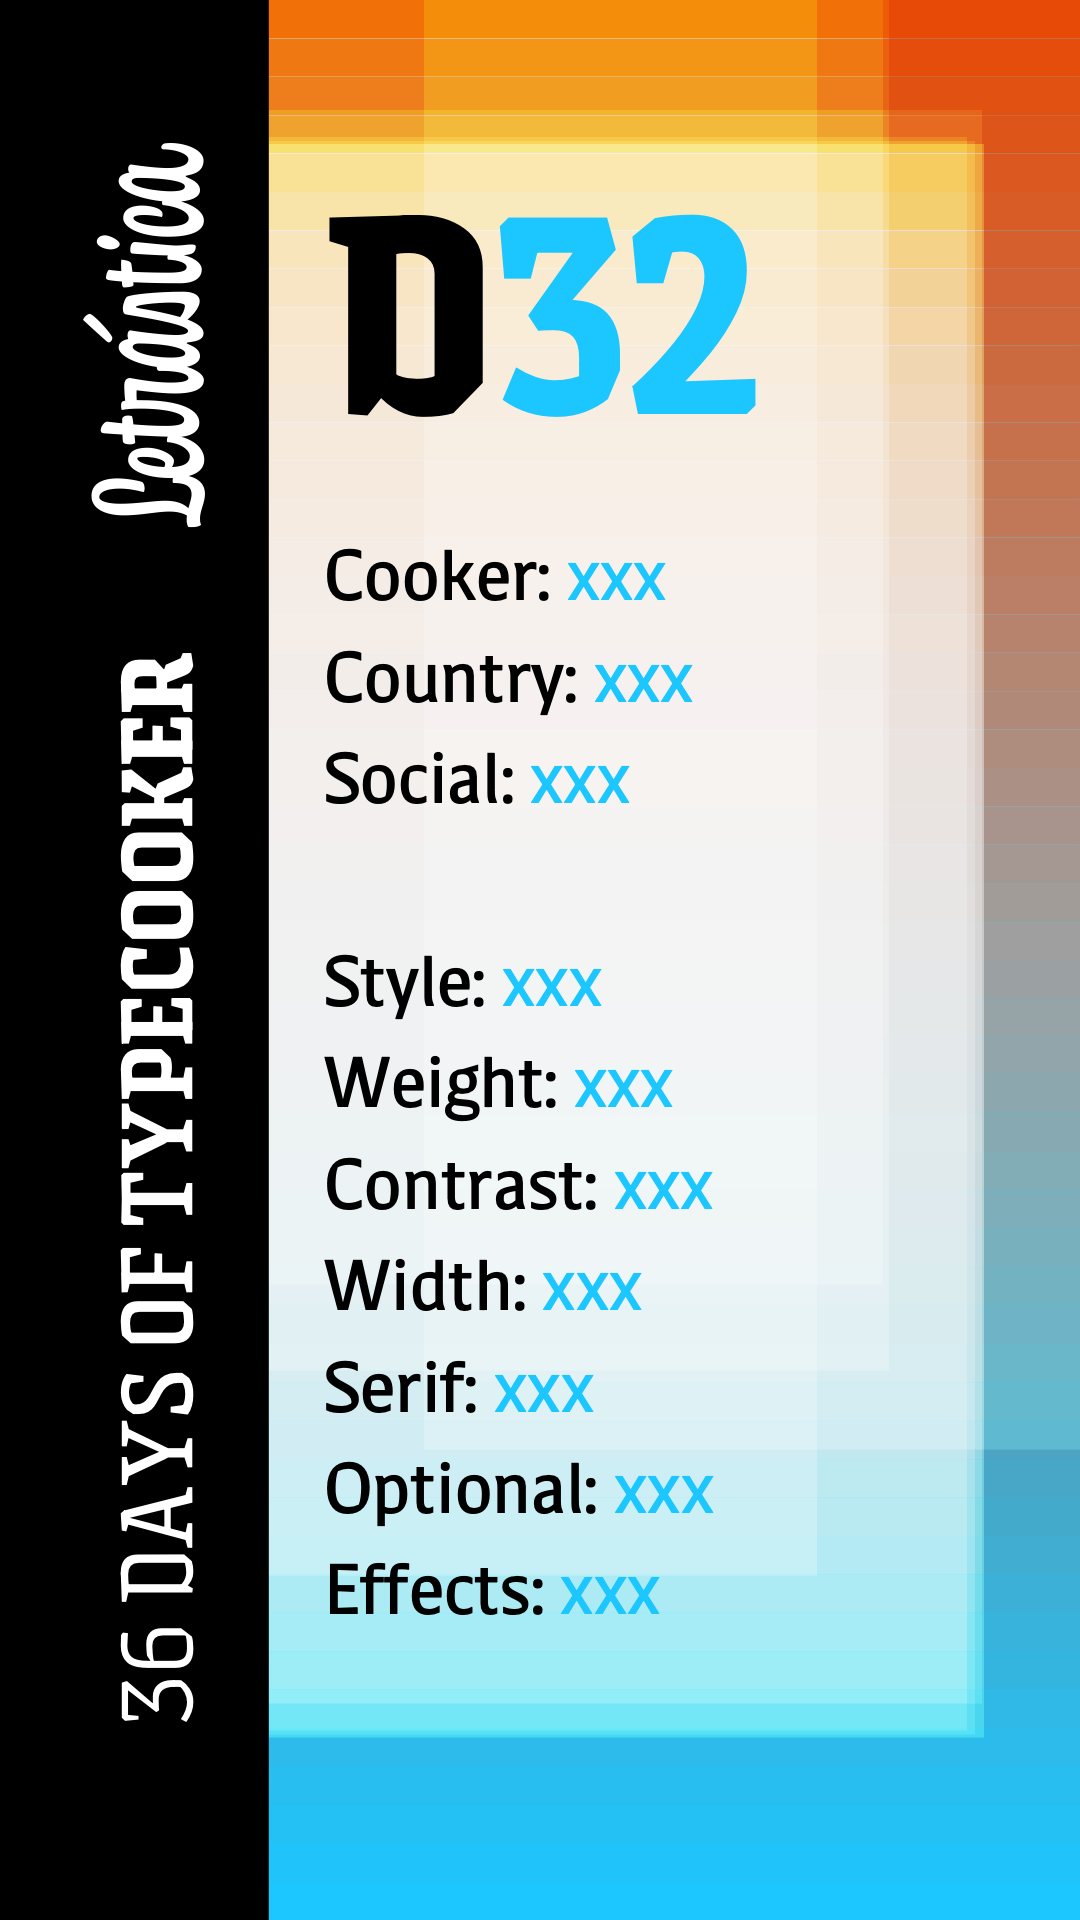 Letrástica
36 DAYS OF TYPECOOKER
D32
Cooker: xxx
Country: xxx
Social: xxx
Style: xxx
Weight: xxx
Contrast: xxx
Width: xxx
Serif: xxx
Optional: xxx
Effects: xxx